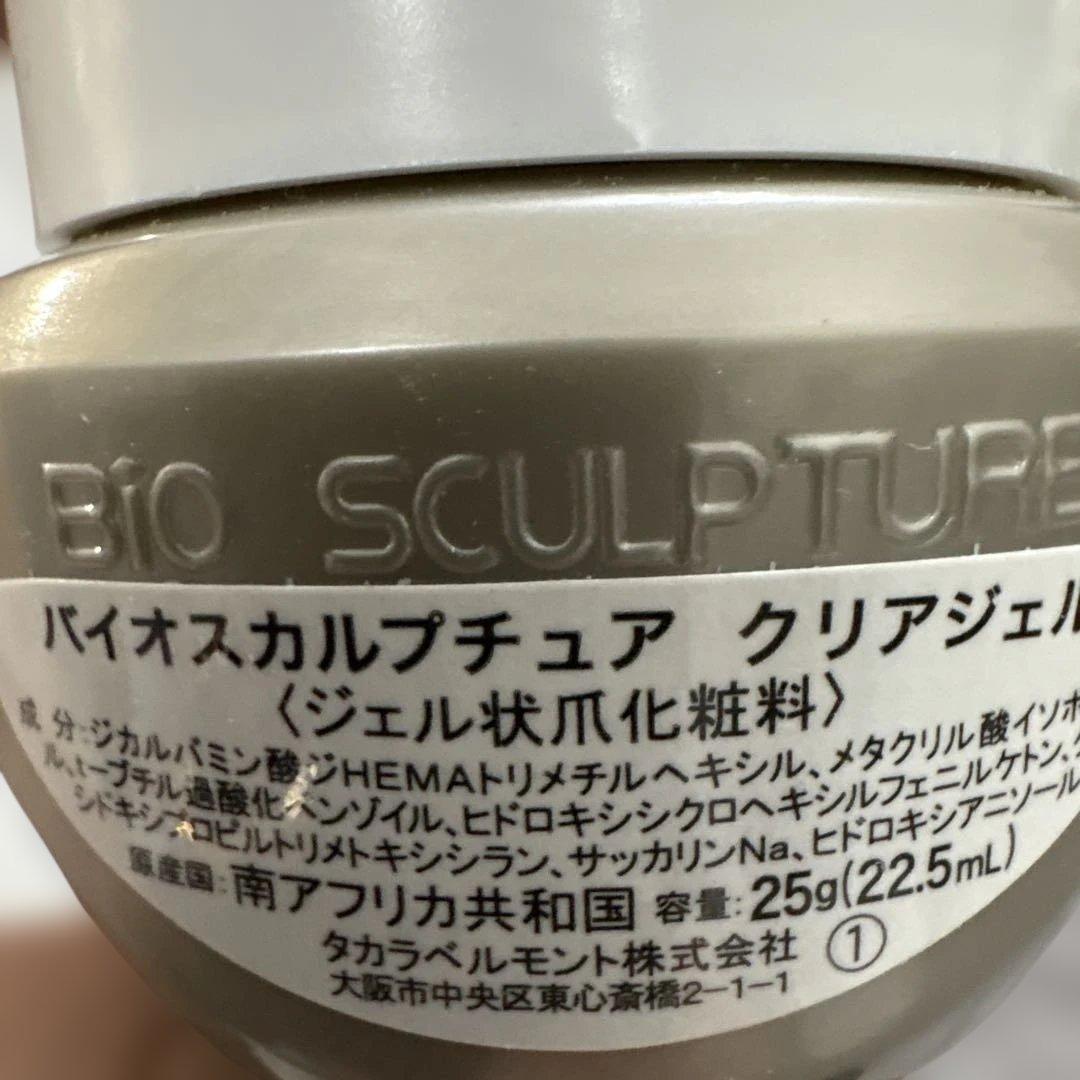 BiO SCULPTURE
バイオスカルプチュア クリアジェル
〈ジェル状爪化粧料〉
成分:ジカルバミン酸ジHEMAトリメチルヘキシル、メタクリル酸イソボ
ル、t-ブチル過酸化ベンゾイル、ヒドロキシシクロヘキシルフェニルケトン、
シドキシプロピルトリメトキシシラン、サッカリンNa、ヒドロキシアニソール
原産国:南アフリカ共和国 容量:25g(22.5mL)
タカラベルモント株式会社 ①
大阪市中央区東心斎橋2-1-1